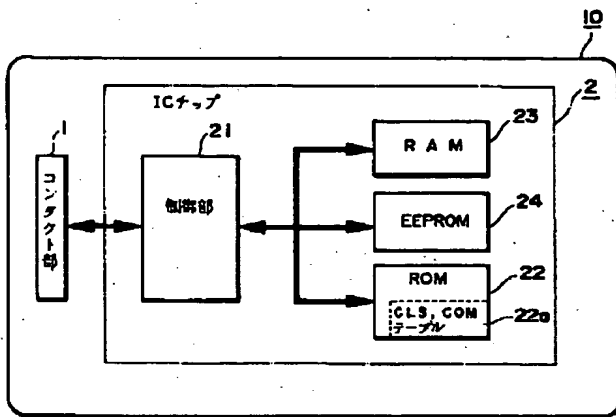 10
2
1
ICチップ
21
23
コンタクト部
制御部
RAM
EEPROM
24
ROM
22
CLS, COM
テーブル
22a